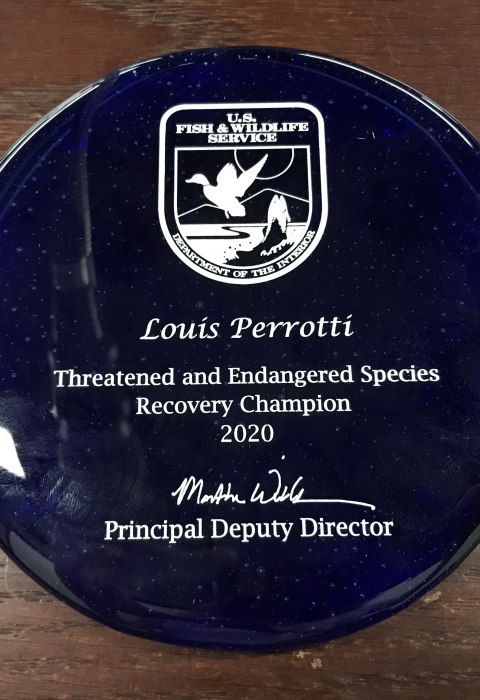 U.S.
FISH & WILDLIFE
SERVICE
DEPARTMENT OF THE INTERIOR
Louis Perrotti
Threatened and Endangered Species
Recovery Champion
2020
Principal Deputy Director